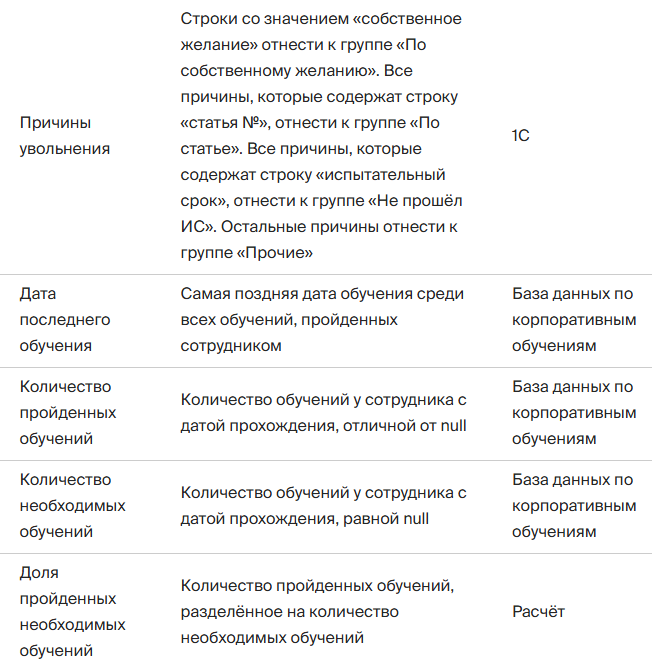 Причины
увольнения
Строки со значением «собственное
желание» отнести к группе «По
собственному желанию». Все
причины, которые содержат строку
«статья №», отнести к группе «По
статье». Все причины, которые
содержат строку «испытательный
срок», отнести к группе «Не прошёл
ИС». Остальные причины отнести к
группе «Прочие»
1С
Дата
последнего
обучения
Самая поздняя дата обучения среди
всех обучений, пройденных
сотрудником
База данных по
корпоративным
обучениям
Количество
пройденных
обучений
Количество обучений у сотрудника с
датой прохождения, отличной от null
База данных по
корпоративным
обучениям
Количество
необходимых
обучений
Количество обучений у сотрудника с
датой прохождения, равной null
База данных по
корпоративным
обучениям
Доля
пройденных
необходимых
обучений
Количество пройденных обучений,
разделённое на количество
необходимых обучений
Расчёт